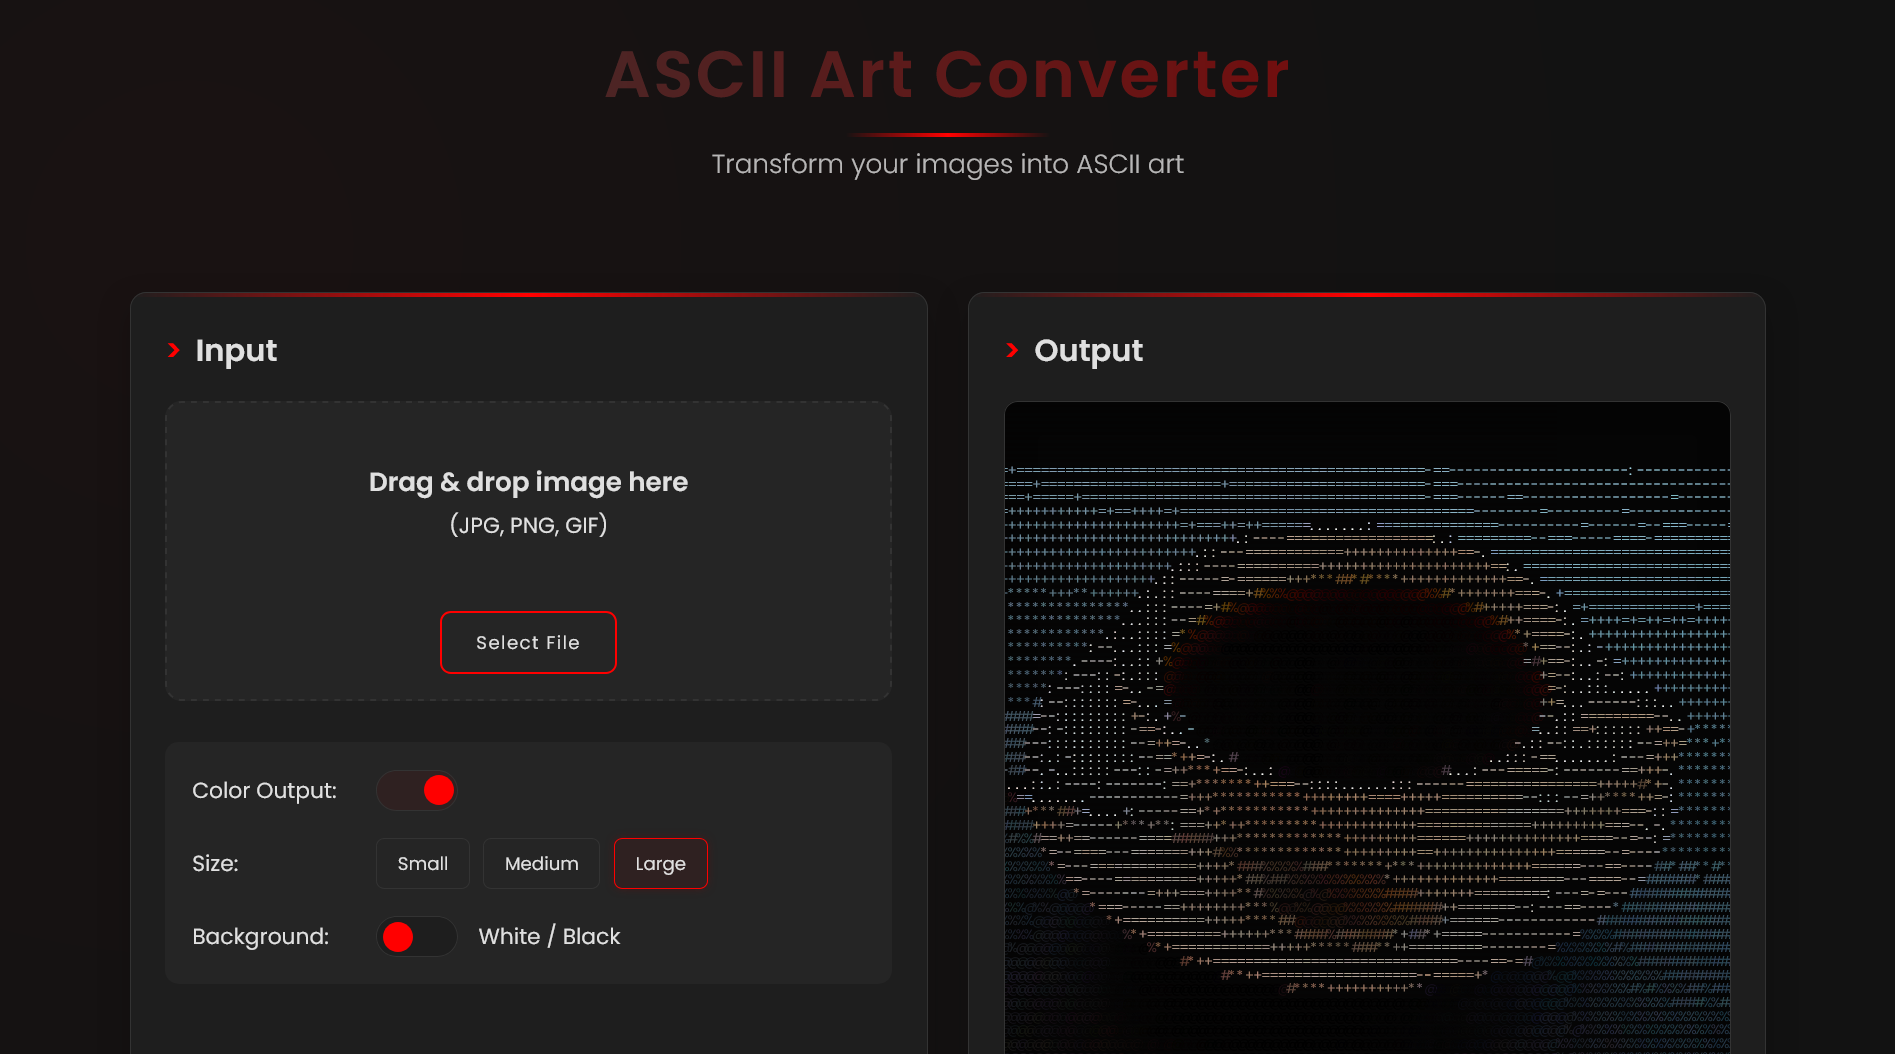 ASCII Art Converter
Transform your images into ASCII art
Input
Drag & drop image here
(JPG, PNG, GIF)
Select File
Color Output:
Size:
Small
Medium
Large
Background:
White / Black
Output